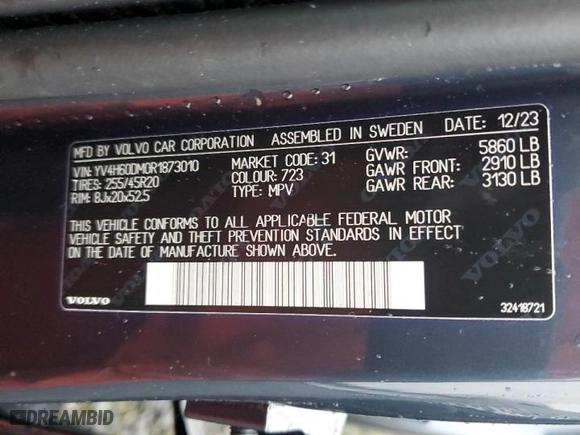 MFD BY VOLVO CAR CORPORATION ASSEMBLED IN SWEDEN DATE: 12/23
VIN: YV4H60DM0R1873010 MARKET CODE: 31 GVWR: 5860 LB
TIRES: 255/45R20 COLOUR: 723 GAWR FRONT: 2910 LB
RIM: 8Jx20x52.5 TYPE: MPV GAWR REAR: 3130 LB
THIS VEHICLE CONFORMS TO ALL APPLICABLE FEDERAL MOTOR
VEHICLE SAFETY AND THEFT PREVENTION STANDARDS IN EFFECT
ON THE DATE OF MANUFACTURE SHOWN ABOVE.
VOLVO
32418721
DREAMBID